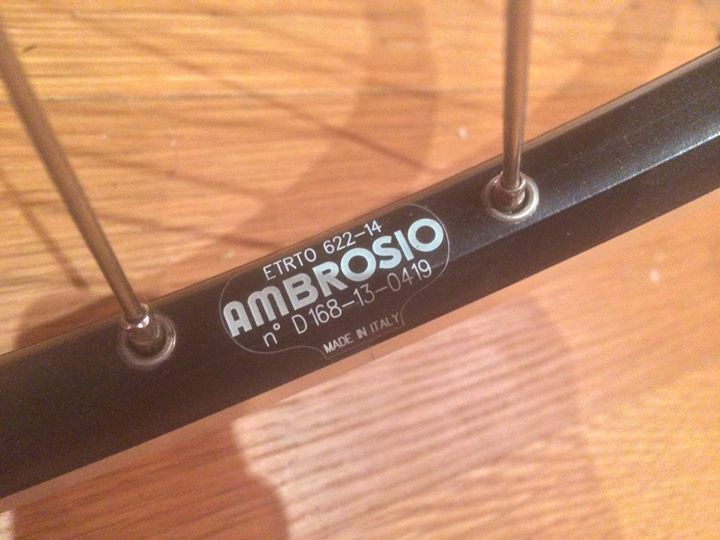 ETRTO 622-14
AMBROSIO
n° D168-13-0419
MADE IN ITALY